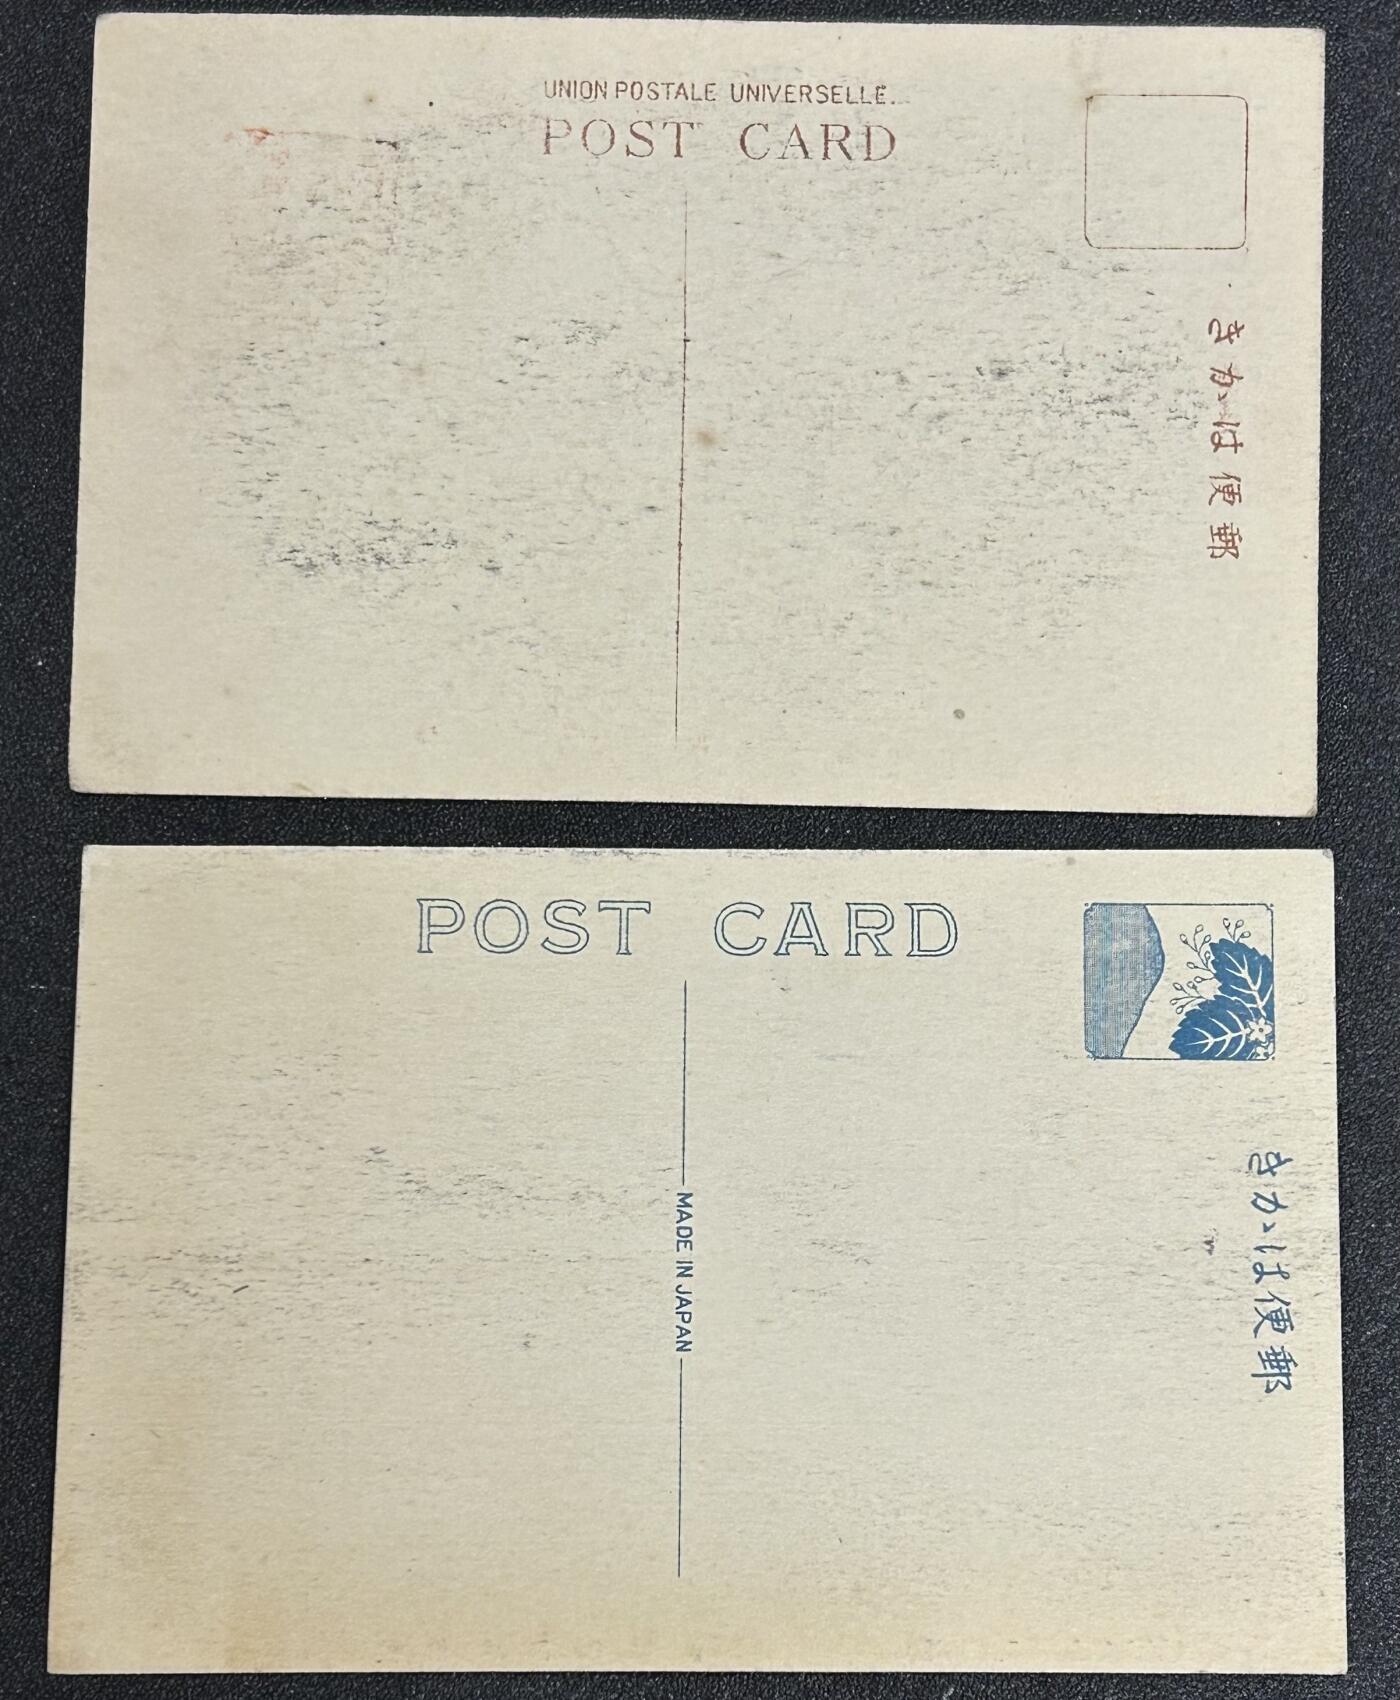 UNION POSTALE UNIVERSELLE.
POST CARD
きかは便郵
POST CARD
MADE IN JAPAN
きかは便郵